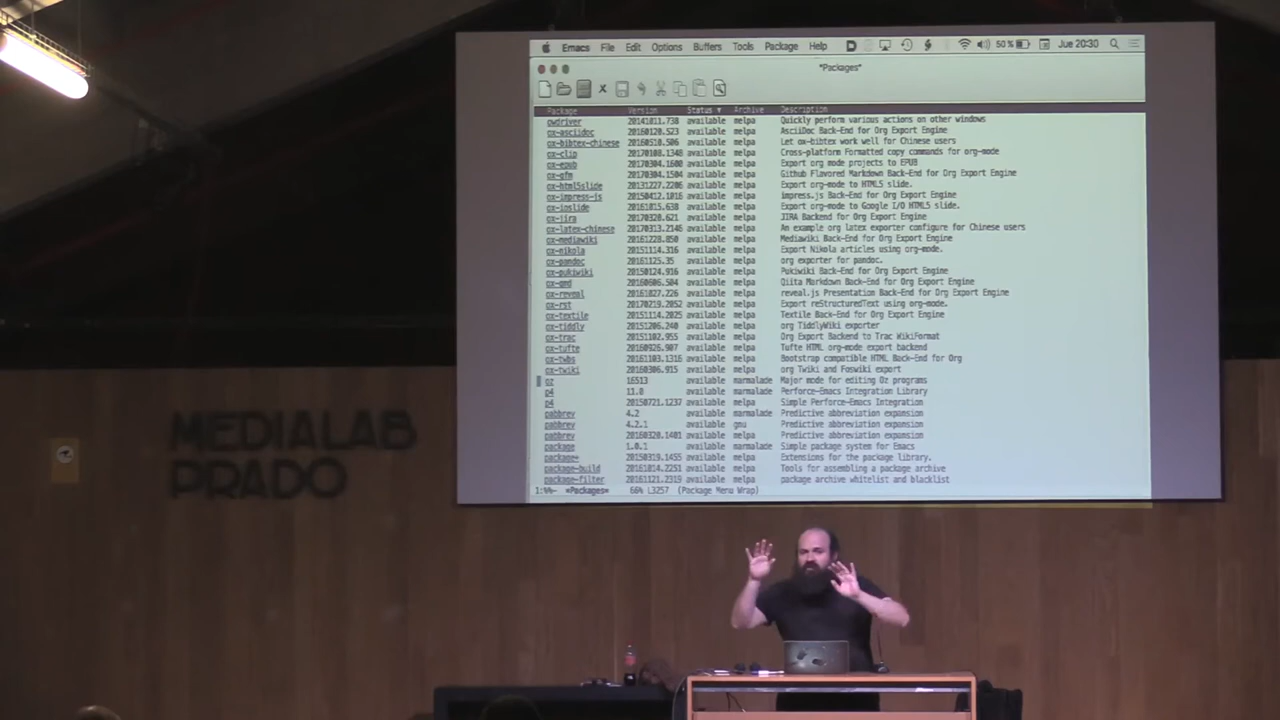 Emacs File Edit Options Buffers Tools Package Help 50% Jue 20:30
*Packages*
Package Version Status ▼ Archive Description
owdriver 20141011.738 available melpa Quickly perform various actions on other windows
ox-asciidoc 20160120.523 available melpa AsciiDoc Back-End for Org Export Engine
ox-bibtex-chinese 20160510.506 available melpa Let ox-bibtex work well for Chinese users
ox-clip 20170108.1348 available melpa Cross-platform Formatted copy commands for org-mode
ox-epub 20170304.1600 available melpa Export org mode projects to EPUB
ox-gfm 20170304.1504 available melpa Github Flavored Markdown Back-End for Org Export Engine
ox-html5slide 20131227.2206 available melpa Export org-mode to HTML5 slide.
ox-impress-js 20150412.1016 available melpa impress.js Back-End for Org Export Engine
ox-ioslide 20161015.638 available melpa Export org-mode to Google I/O HTML5 slide.
ox-jira 20170320.621 available melpa JIRA Backend for Org Export Engine
ox-latex-chinese 20170313.2146 available melpa An example org latex exporter configure for Chinese users
ox-mediawiki 20161228.850 available melpa Mediawiki Back-End for Org Export Engine
ox-nikola 20151114.316 available melpa Export Nikola articles using org-mode.
ox-pandoc 20161125.35 available melpa org exporter for pandoc.
ox-pukiwiki 20150124.916 available melpa Pukiwiki Back-End for Org Export Engine
ox-qmd 20160606.504 available melpa Qiita Markdown Back-End for Org Export Engine
ox-reveal 20161027.226 available melpa reveal.js Presentation Back-End for Org Export Engine
ox-rst 20170219.2052 available melpa Export reStructuredText using org-mode.
ox-textile 20151114.2025 available melpa Textile Back-End for Org Export Engine
ox-tiddly 20151206.240 available melpa org TiddlyWiki exporter
ox-trac 20151102.955 available melpa Org Export Backend to Trac WikiFormat
ox-tufte 20160926.907 available melpa Tufte HTML org-mode export backend
ox-twbs 20161103.1316 available melpa Bootstrap compatible HTML Back-End for Org
ox-twiki 20160306.915 available melpa org Twiki and Foswiki export
oz 16513 available marmalade Major mode for editing Oz programs
p4 11.0 available marmalade Perforce-Emacs Integration Library
p4 20150721.1237 available melpa Simple Perforce-Emacs Integration
pabbrev 4.2 available marmalade Predictive abbreviation expansion
pabbrev 4.2.1 available gnu Predictive abbreviation expansion
pabbrev 20160320.1401 available melpa Predictive abbreviation expansion
package 1.0.1 available marmalade Simple package system for Emacs
package+ 20150319.1455 available melpa Extensions for the package library.
package-build 20161014.2251 available melpa Tools for assembling a package archive
package-filter 20161121.2319 available melpa package archive whitelist and blacklist
1:%%- *Packages* 66% L3257 (Package Menu Wrap)
MEDIALAB
PRADO